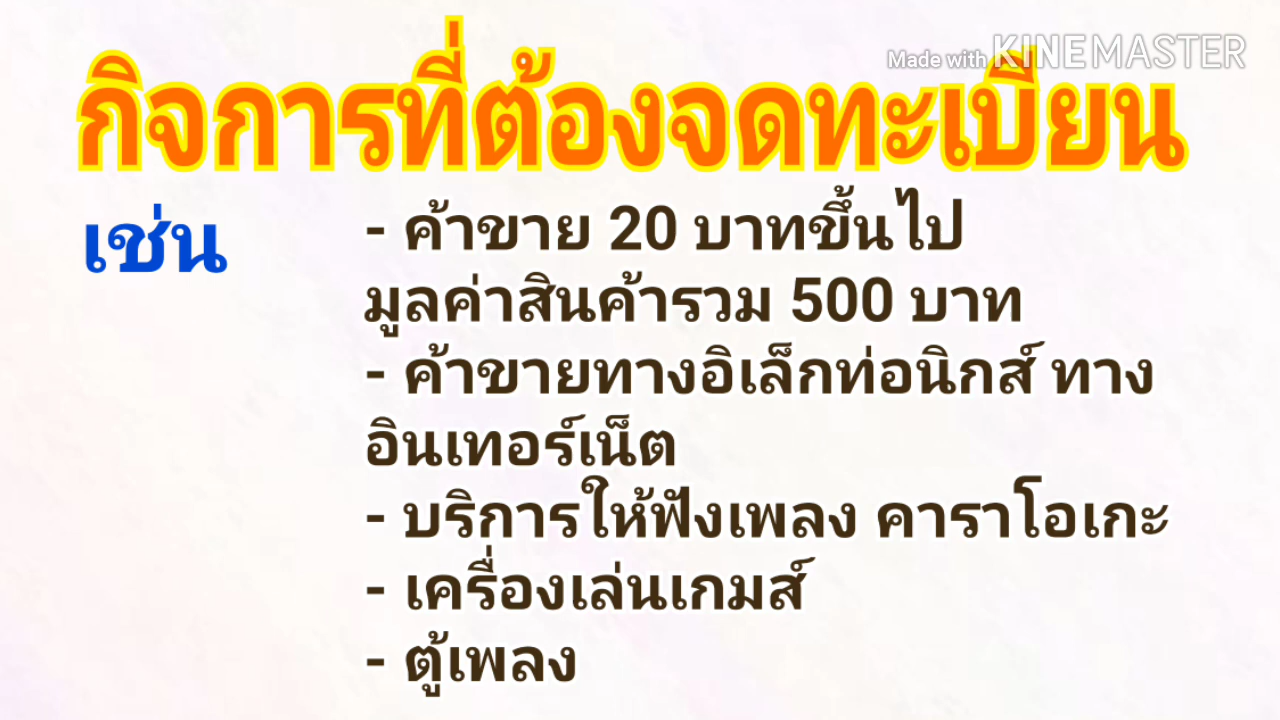 Made with KINEMASTER
กิจการที่ต้องจดทะเบียน
เช่น
- ค้าขาย 20 บาทขึ้นไป
มูลค่าสินค้ารวม 500 บาท
- ค้าขายทางอิเล็กท่อนิกส์ ทาง
อินเทอร์เน็ต
- บริการให้ฟังเพลง คาราโอเกะ
- เครื่องเล่นเกมส์
- ตู้เพลง